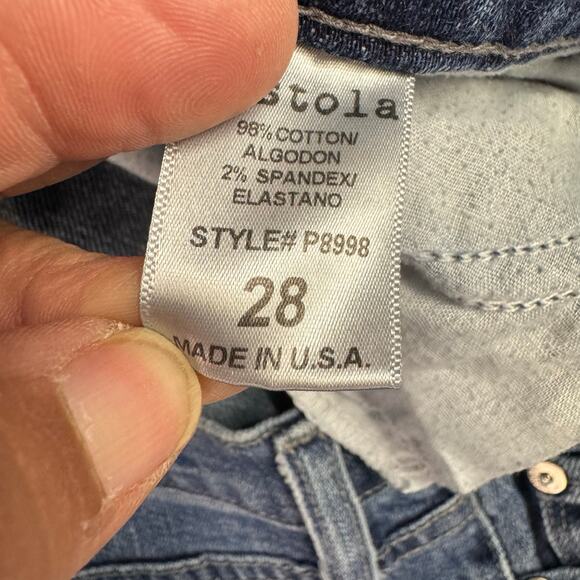 stola
98% COTTON/
ALGODON
2% SPANDEX/
ELASTANO
STYLE# P8998
28
MADE IN U.S.A.